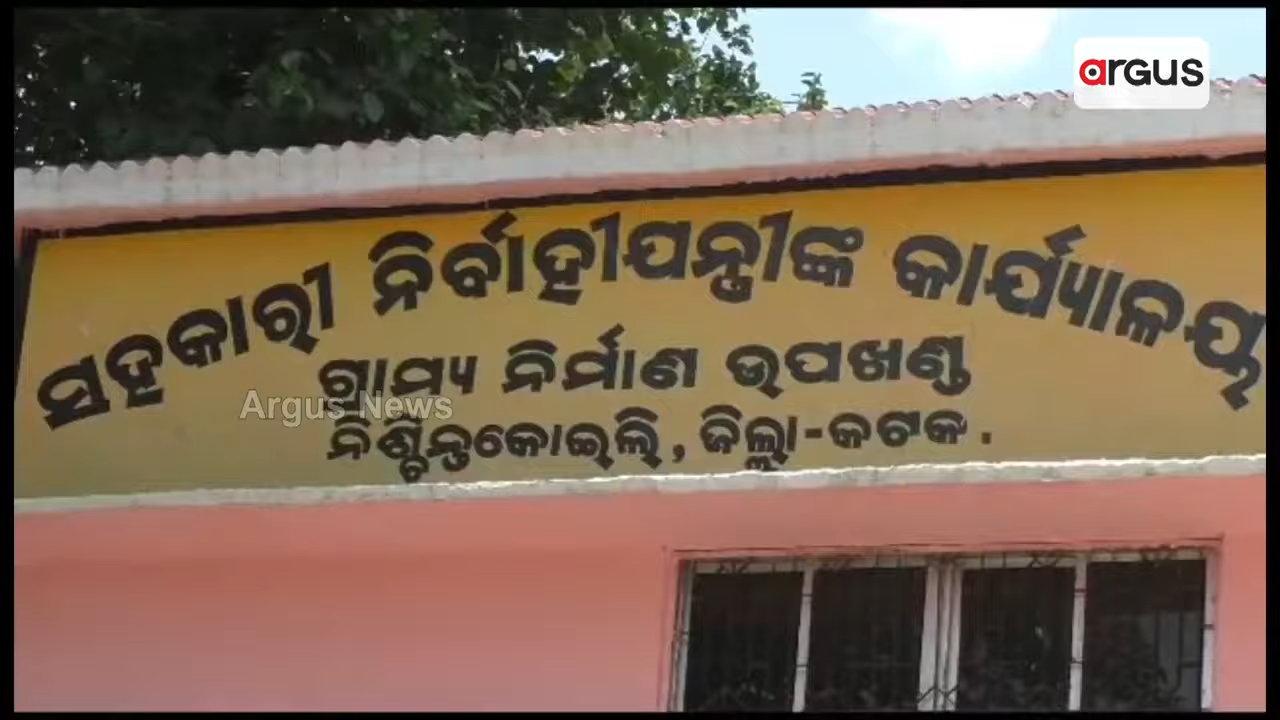 argus
ସହକାରୀ ନିର୍ବାହୀଯନ୍ତ୍ରୀଙ୍କ କାର୍ଯ୍ୟାଳୟ
ଗ୍ରାମ୍ୟ ନିର୍ମାଣ ଉପଖଣ୍ଡ
Argus News
ନିଶ୍ଚିନ୍ତକୋଇଲି, ଜିଲ୍ଲା-କଟକ.